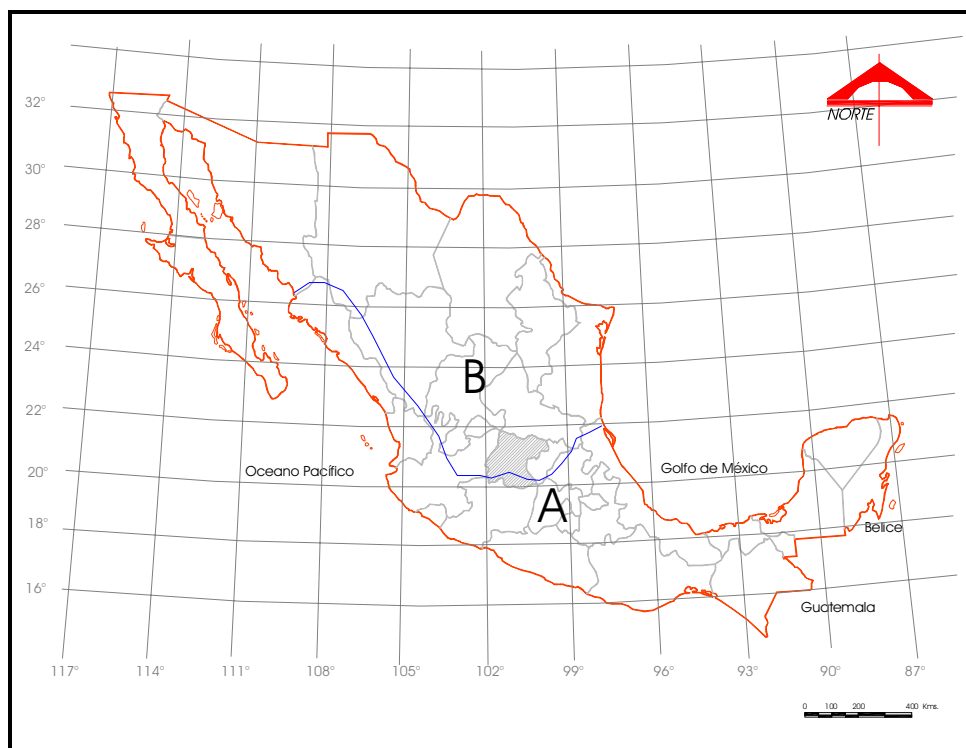 32°
NORTE
30°
28°
26°
24°
B
22°
Oceano Pacífico
Golfo de México
20°
A
18°
Belice
16°
Guatemala
117° 114° 111° 108° 105 102° 99° 96° 93° 90° 87°
0 100 200 400 Kms.